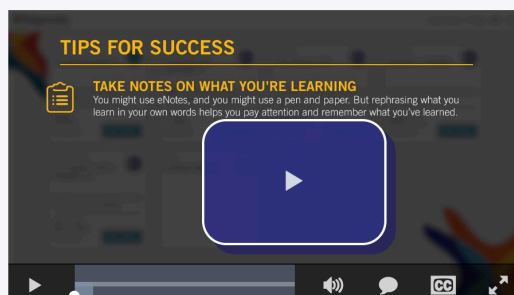 TIPS FOR SUCCESS
TAKE NOTES ON WHAT YOU'RE LEARNING
You might use eNotes, and you might use a pen and paper. But rephrasing what you
learn in your own words helps you pay attention and remember what you've learned.
CC